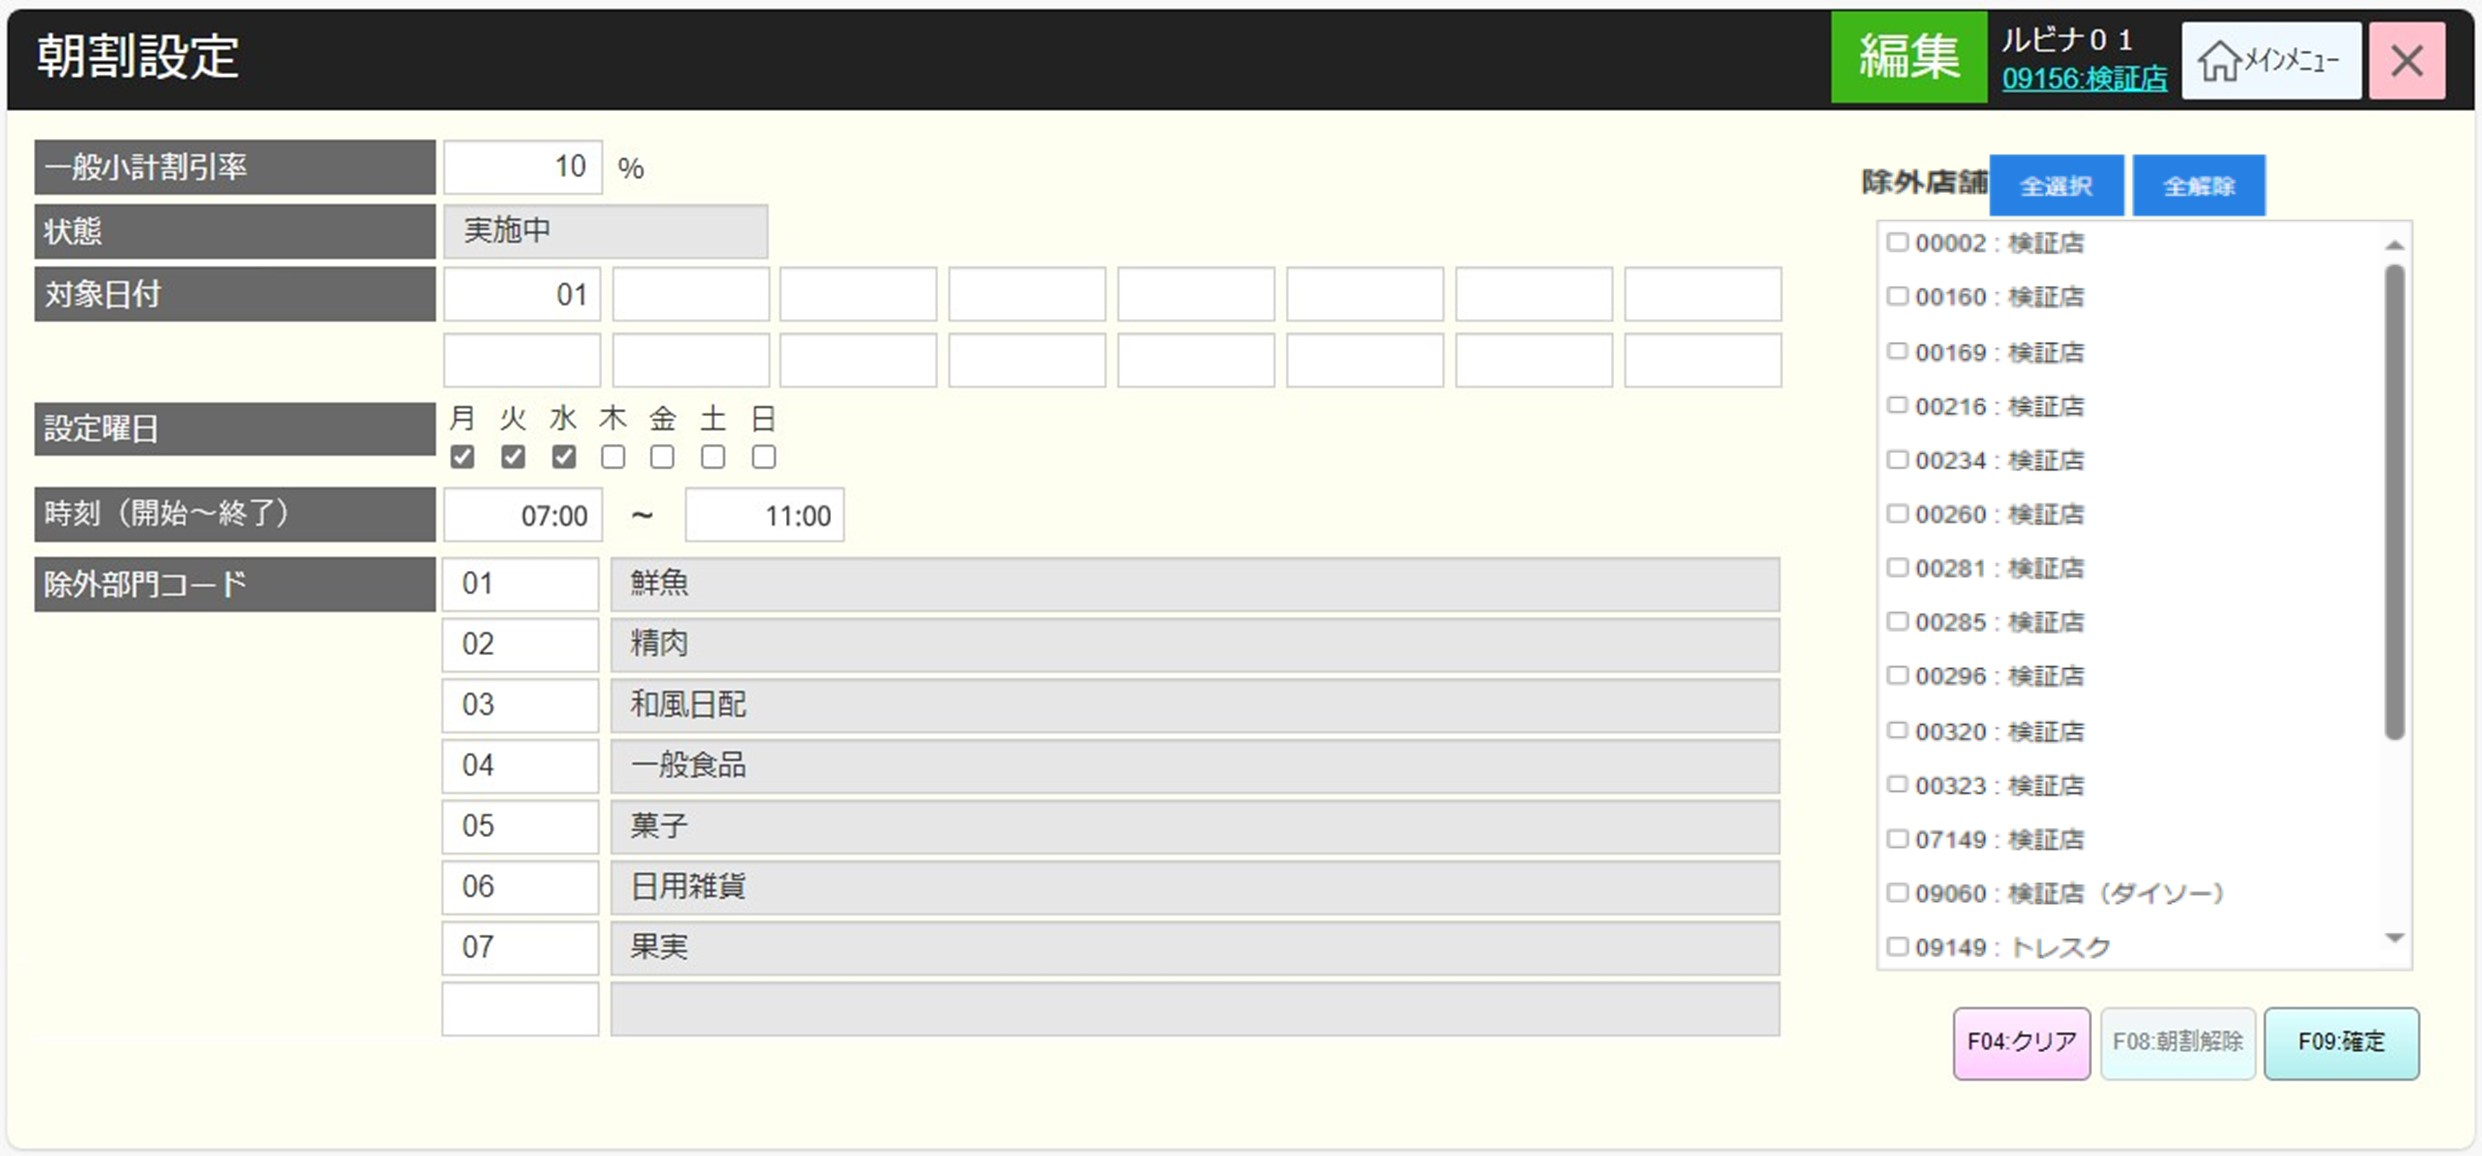 朝割設定
編集
ルビナ０１
09156:検証店
ﾒｲﾝﾒﾆｭｰ
一般小計割引率 10 %
状態 実施中
対象日付 01
設定曜日 月 火 水 木 金 土 日
時刻（開始～終了） 07:00 ～ 11:00
除外部門コード 01 鮮魚
02 精肉
03 和風日配
04 一般食品
05 菓子
06 日用雑貨
07 果実
除外店舗 全選択 全解除
00002 : 検証店
00160 : 検証店
00169 : 検証店
00216 : 検証店
00234 : 検証店
00260 : 検証店
00281 : 検証店
00285 : 検証店
00296 : 検証店
00320 : 検証店
00323 : 検証店
07149 : 検証店
09060 : 検証店（ダイソー）
09149 : トレスク
F04:クリア F08:朝割解除 F09:確定